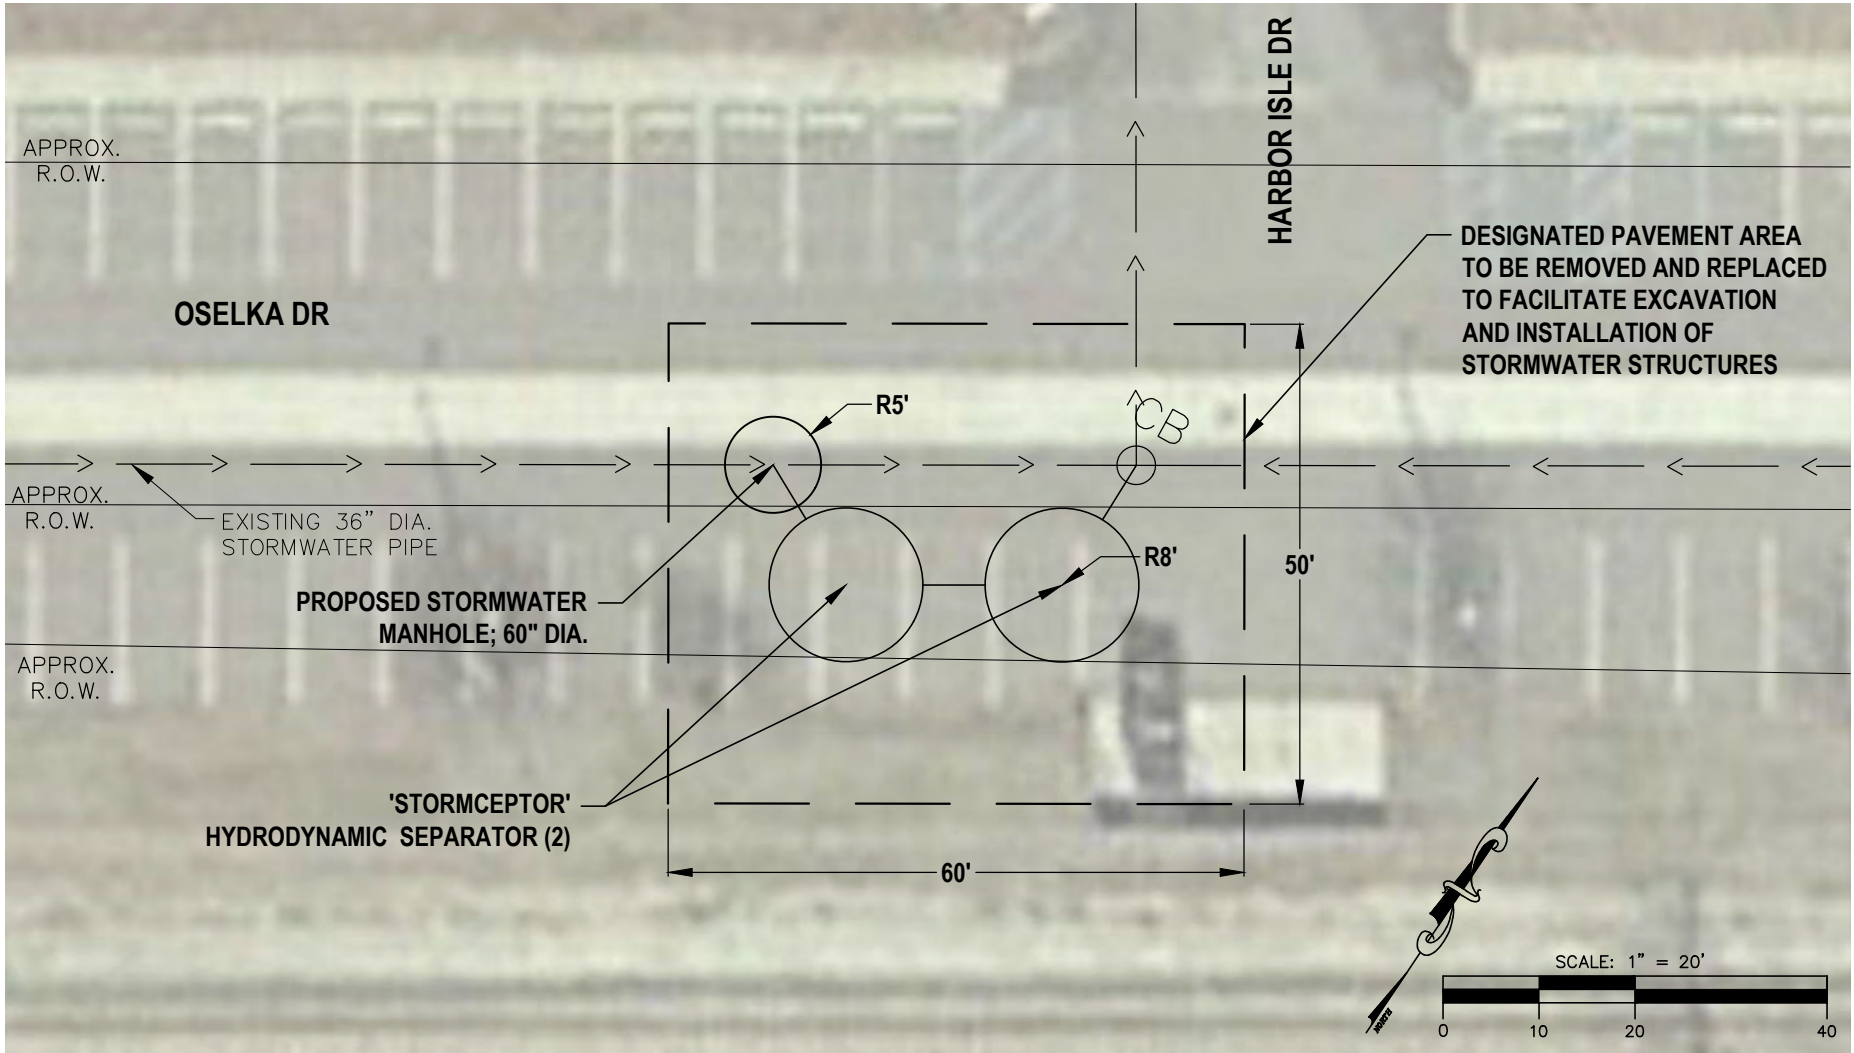 HARBOR ISLE DR
APPROX.
R.O.W.
DESIGNATED PAVEMENT AREA
TO BE REMOVED AND REPLACED
TO FACILITATE EXCAVATION
AND INSTALLATION OF
STORMWATER STRUCTURES
OSELKA DR
R5'
CB
APPROX.
R.O.W.
EXISTING 36” DIA.
STORMWATER PIPE
R8'
50'
PROPOSED STORMWATER
MANHOLE; 60" DIA.
APPROX.
R.O.W.
'STORMCEPTOR'
HYDRODYNAMIC SEPARATOR (2)
60'
SCALE: 1” = 20'
0 10 20 40